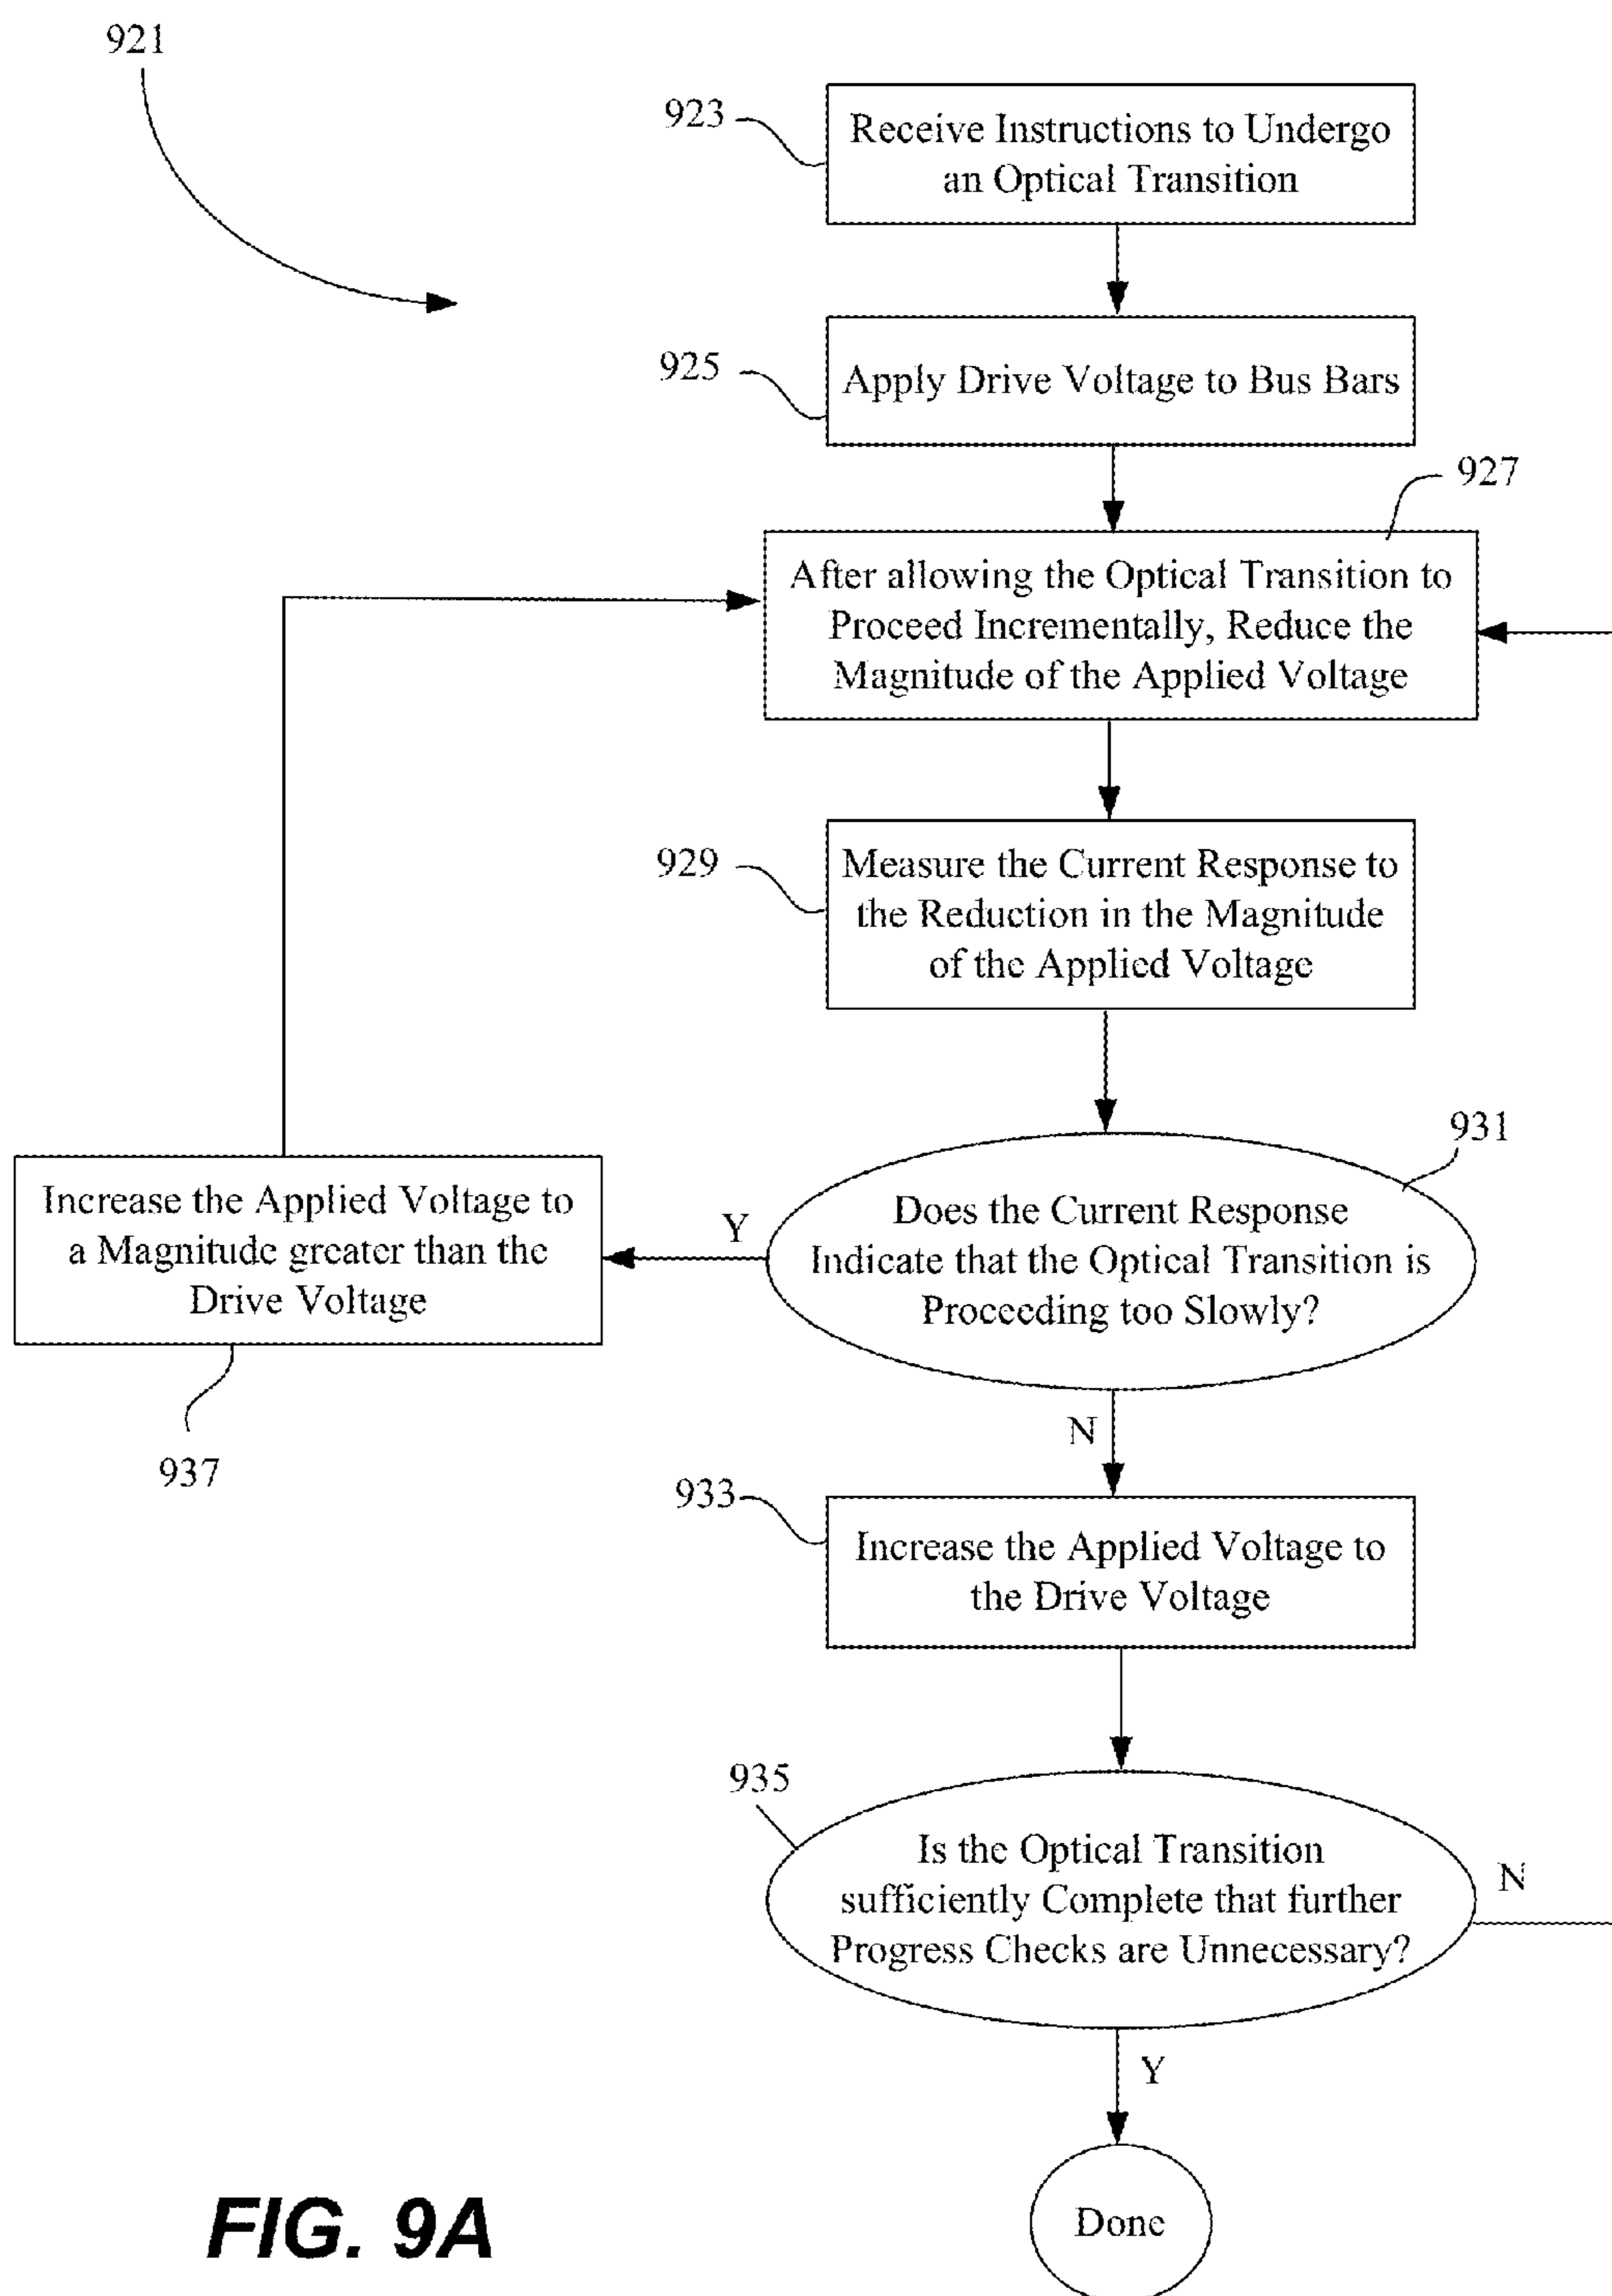 921
923
Receive Instructions to Undergo
an Optical Transition
925
Apply Drive Voltage to Bus Bars
927
After allowing the Optical Transition to
Proceed Incrementally, Reduce the
Magnitude of the Applied Voltage
929
Measure the Current Response to
the Reduction in the Magnitude
of the Applied Voltage
931
Does the Current Response
Indicate that the Optical Transition is
Proceeding too Slowly?
Y
Increase the Applied Voltage to
a Magnitude greater than the
Drive Voltage
937
N
933
Increase the Applied Voltage to
the Drive Voltage
935
Is the Optical Transition
sufficiently Complete that further
Progress Checks are Unnecessary?
N
Y
Done
FIG. 9A